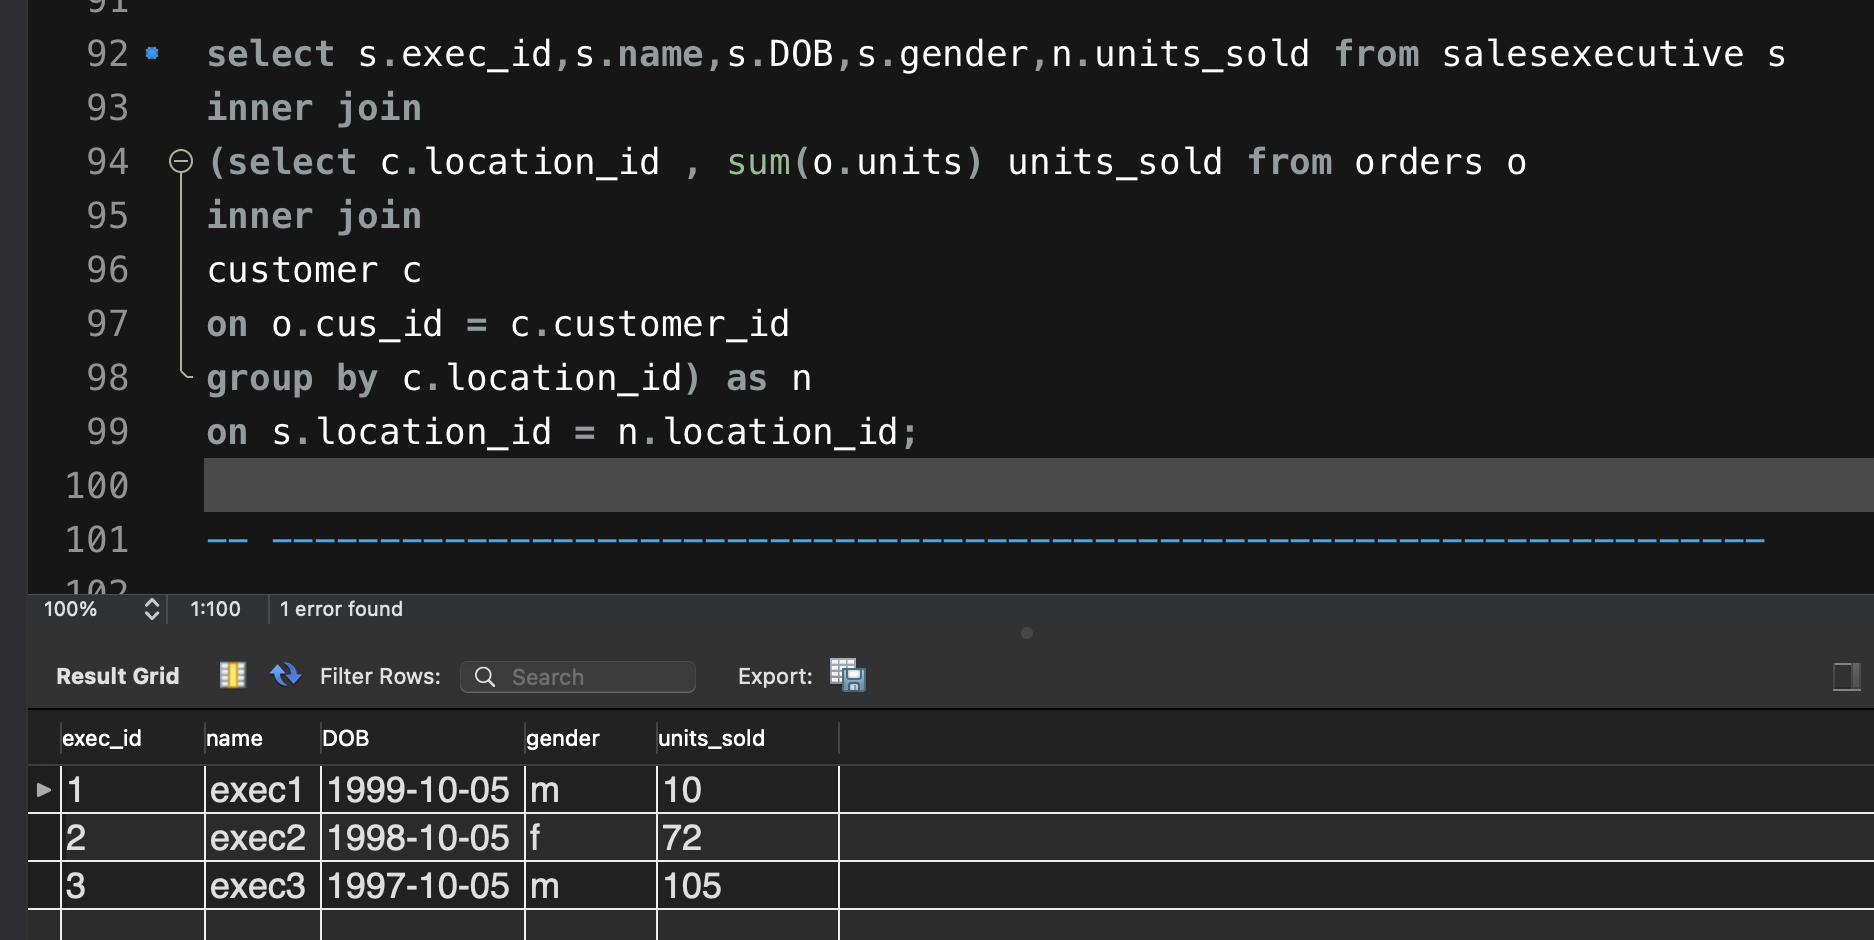 91
92 select s.exec_id,s.name,s.DOB,s.gender,n.units_sold from salesexecutive s
93 inner join
94 (select c.location_id , sum(o.units) units_sold from orders o
95 inner join
96 customer c
97 on o.cus_id = c.customer_id
98 group by c.location_id) as n
99 on s.location_id = n.location_id;
100
101 -- ---------------------------------------------------------------------
102
100% 1:100 1 error found
Result Grid Filter Rows: Search Export:
exec_id name DOB gender units_sold
1 exec1 1999-10-05 m 10
2 exec2 1998-10-05 f 72
3 exec3 1997-10-05 m 105